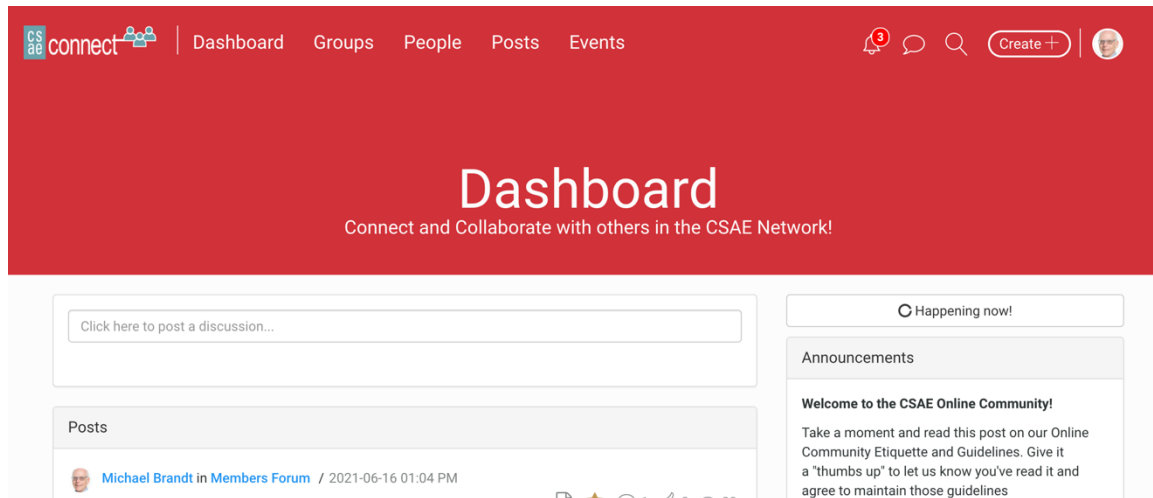 cs
ae connect
Dashboard Groups People Posts Events
3
Create +
Dashboard
Connect and Collaborate with others in the CSAE Network!
Click here to post a discussion...
Posts
Michael Brandt in Members Forum / 2021-06-16 01:04 PM
Happening now!
Announcements
Welcome to the CSAE Online Community!
Take a moment and read this post on our Online
Community Etiquette and Guidelines. Give it
a "thumbs up" to let us know you've read it and
agree to maintain those guidelines